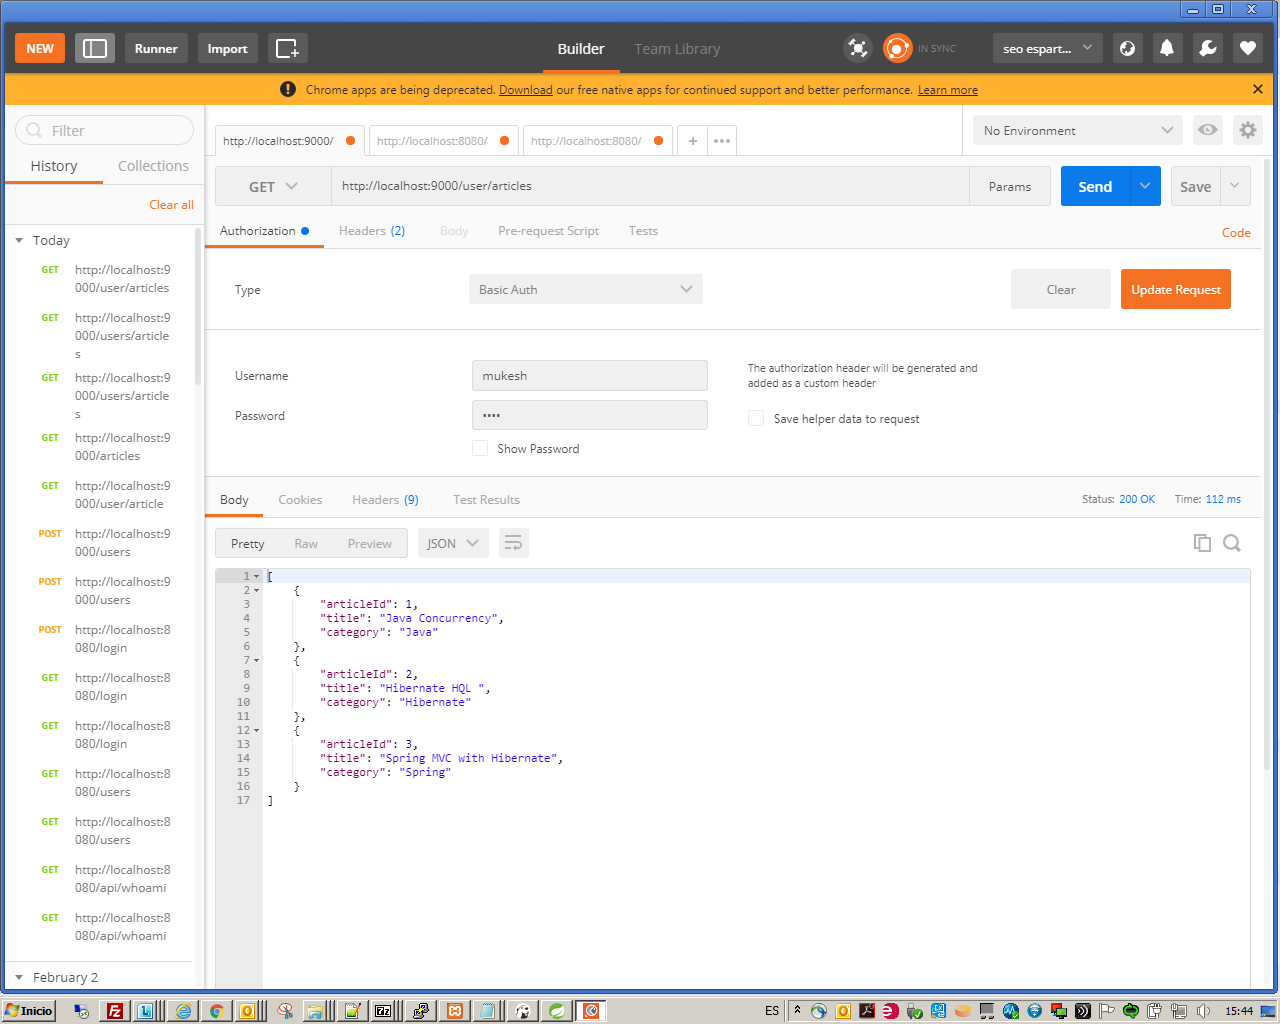 NEW
Runner
Import
Builder
Team Library
IN SYNC
seo espart...
Chrome apps are being deprecated. Download our free native apps for continued support and better performance. Learn more
Filter
History
Collections
Clear all
Today
GET http://localhost:9
000/user/articles
GET http://localhost:9
000/users/article
s
GET http://localhost:9
000/users/article
s
GET http://localhost:9
000/articles
GET http://localhost:9
000/user/article
POST http://localhost:9
000/users
POST http://localhost:9
000/users
POST http://localhost:8
080/login
GET http://localhost:8
080/login
GET http://localhost:8
080/login
GET http://localhost:8
080/users
GET http://localhost:8
080/users
GET http://localhost:8
080/api/whoami
GET http://localhost:8
080/api/whoami
February 2
http://localhost:9000/
http://localhost:8080/
http://localhost:8080/
No Environment
GET
http://localhost:9000/user/articles
Params
Send
Save
Authorization
Headers (2)
Body
Pre-request Script
Tests
Code
Type
Basic Auth
Clear
Update Request
Username
mukesh
The authorization header will be generated and
added as a custom header
Password
••••
Save helper data to request
Show Password
Body
Cookies
Headers (9)
Test Results
Status: 200 OK
Time: 112 ms
Pretty
Raw
Preview
JSON
1 [
2 {
3 "articleId": 1,
4 "title": "Java Concurrency",
5 "category": "Java"
6 },
7 {
8 "articleId": 2,
9 "title": "Hibernate HQL ",
10 "category": "Hibernate"
11 },
12 {
13 "articleId": 3,
14 "title": "Spring MVC with Hibernate",
15 "category": "Spring"
16 }
17 ]
Inicio
ES
15:44